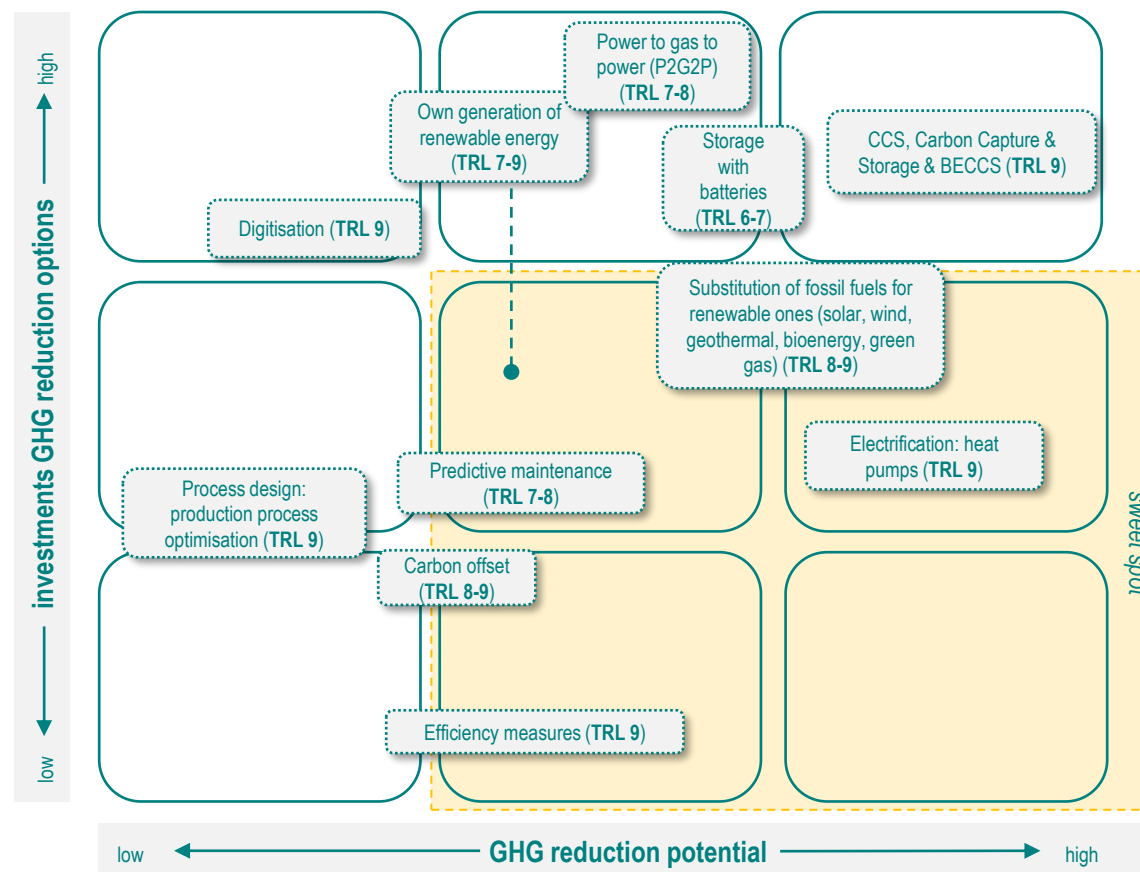 high
investments GHG reduction options
low
Power to gas to
power (P2G2P)
(TRL 7-8)
Own generation of
renewable energy
(TRL 7-9)
Storage
with
batteries
(TRL 6-7)
CCS, Carbon Capture &
Storage & BECCS (TRL 9)
Digitisation (TRL 9)
Substitution of fossil fuels for
renewable ones (solar, wind,
geothermal, bioenergy, green
gas) (TRL 8-9)
Electrification: heat
pumps (TRL 9)
Predictive maintenance
(TRL 7-8)
Process design:
production process
optimisation (TRL 9)
sweet spot
Carbon offset
(TRL 8-9)
Efficiency measures (TRL 9)
low
GHG reduction potential
high